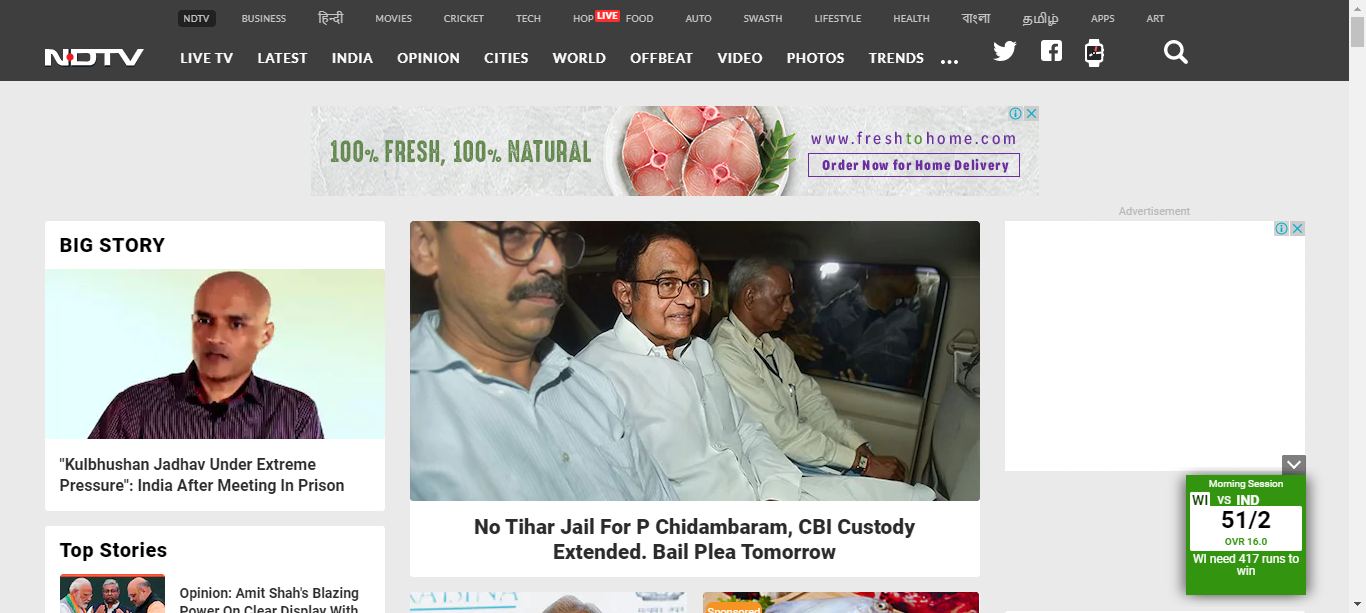 NDTV BUSINESS हिन्दी MOVIES CRICKET TECH HOP LIVE FOOD AUTO SWASTH LIFESTYLE HEALTH বাংলা தமிழ் APPS ART
NDTV LIVE TV LATEST INDIA OPINION CITIES WORLD OFFBEAT VIDEO PHOTOS TRENDS ...
100% FRESH, 100% NATURAL
www.freshtohome.com
Order Now for Home Delivery
Advertisement
BIG STORY
"Kulbhushan Jadhav Under Extreme
Pressure": India After Meeting In Prison
Top Stories
Opinion: Amit Shah's Blazing
Power On Clear Display With
No Tihar Jail For P Chidambaram, CBI Custody
Extended. Bail Plea Tomorrow
Sponsored
Morning Session
WI vs IND
51/2
OVR 16.0
WI need 417 runs to
win